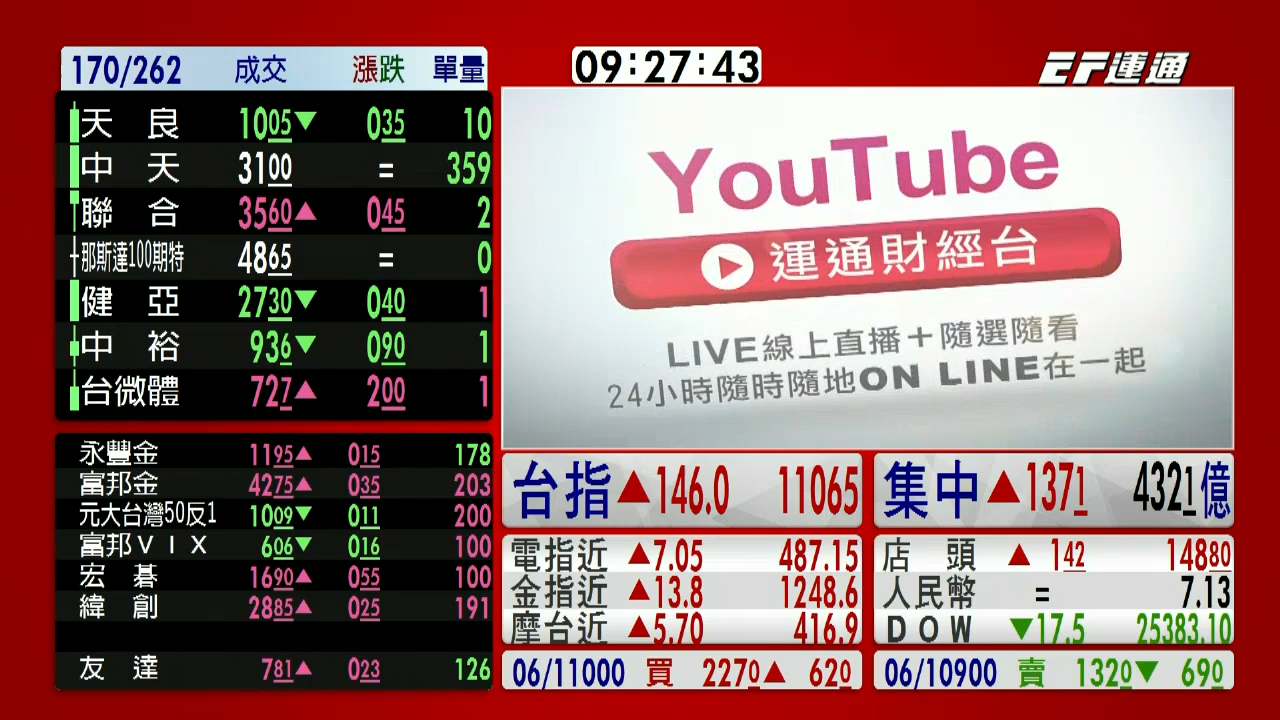 170/262 成交 漲跌 單量
天良 1005▼ 035 10
中天 3100 = 359
聯合 3560▲ 045 2
那斯達100期特 4865 = 0
健亞 2730▼ 040 1
中裕 936▼ 090 1
台微體 727▲ 200 1
永豐金 1195▲ 015 178
富邦金 4275▲ 035 203
元大台灣50反1 1009▼ 011 200
富邦ＶＩＸ 606▼ 016 100
宏碁 1690▲ 055 100
緯創 2885▲ 025 191
友達 781▲ 023 126
09:27:43
EF運通
YouTube
運通財經台
LIVE線上直播＋隨選隨看
24小時隨時隨地ON LINE在一起
台指▲146.0 11065
集中▲1371 4321億
電指近▲7.05 487.15
金指近▲13.8 1248.6
摩台近▲5.70 416.9
店頭▲142 14880
人民幣 = 7.13
DOW▼17.5 25383.10
06/11000 買 2270▲ 620
06/10900 賣 1320▼ 690